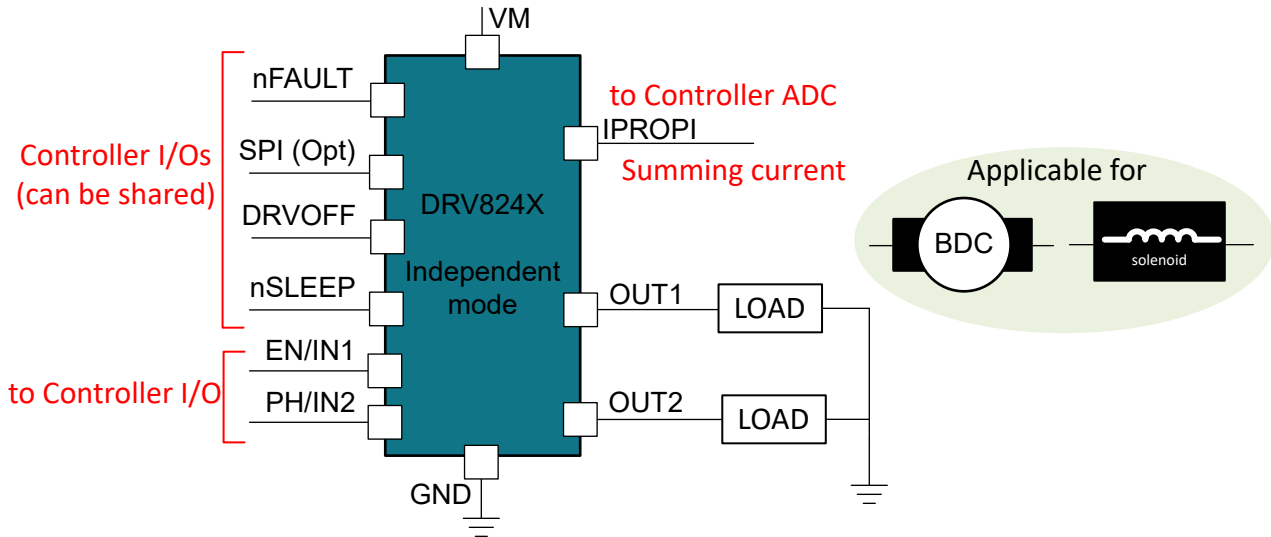 VM
nFAULT
SPI (Opt)
DRVOFF
nSLEEP
EN/IN1
PH/IN2
Controller I/Os
(can be shared)
to Controller I/O
DRV824X
Independent
mode
GND
to Controller ADC
IPROPI
Summing current
OUT1
LOAD
OUT2
LOAD
Applicable for
BDC
solenoid